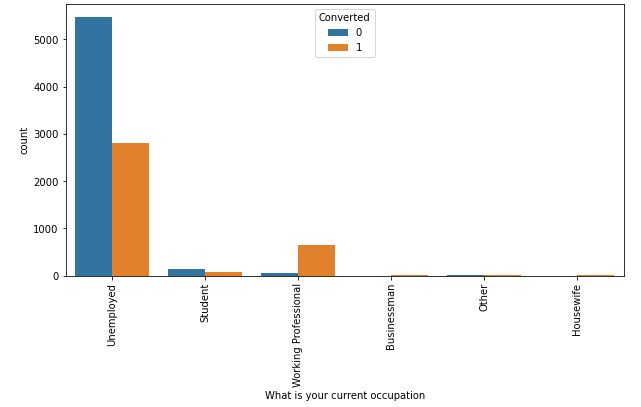 Converted
0
1
5000
4000
3000
2000
1000
0
count
Unemployed
Student
Working Professional
Businessman
Other
Housewife
What is your current occupation